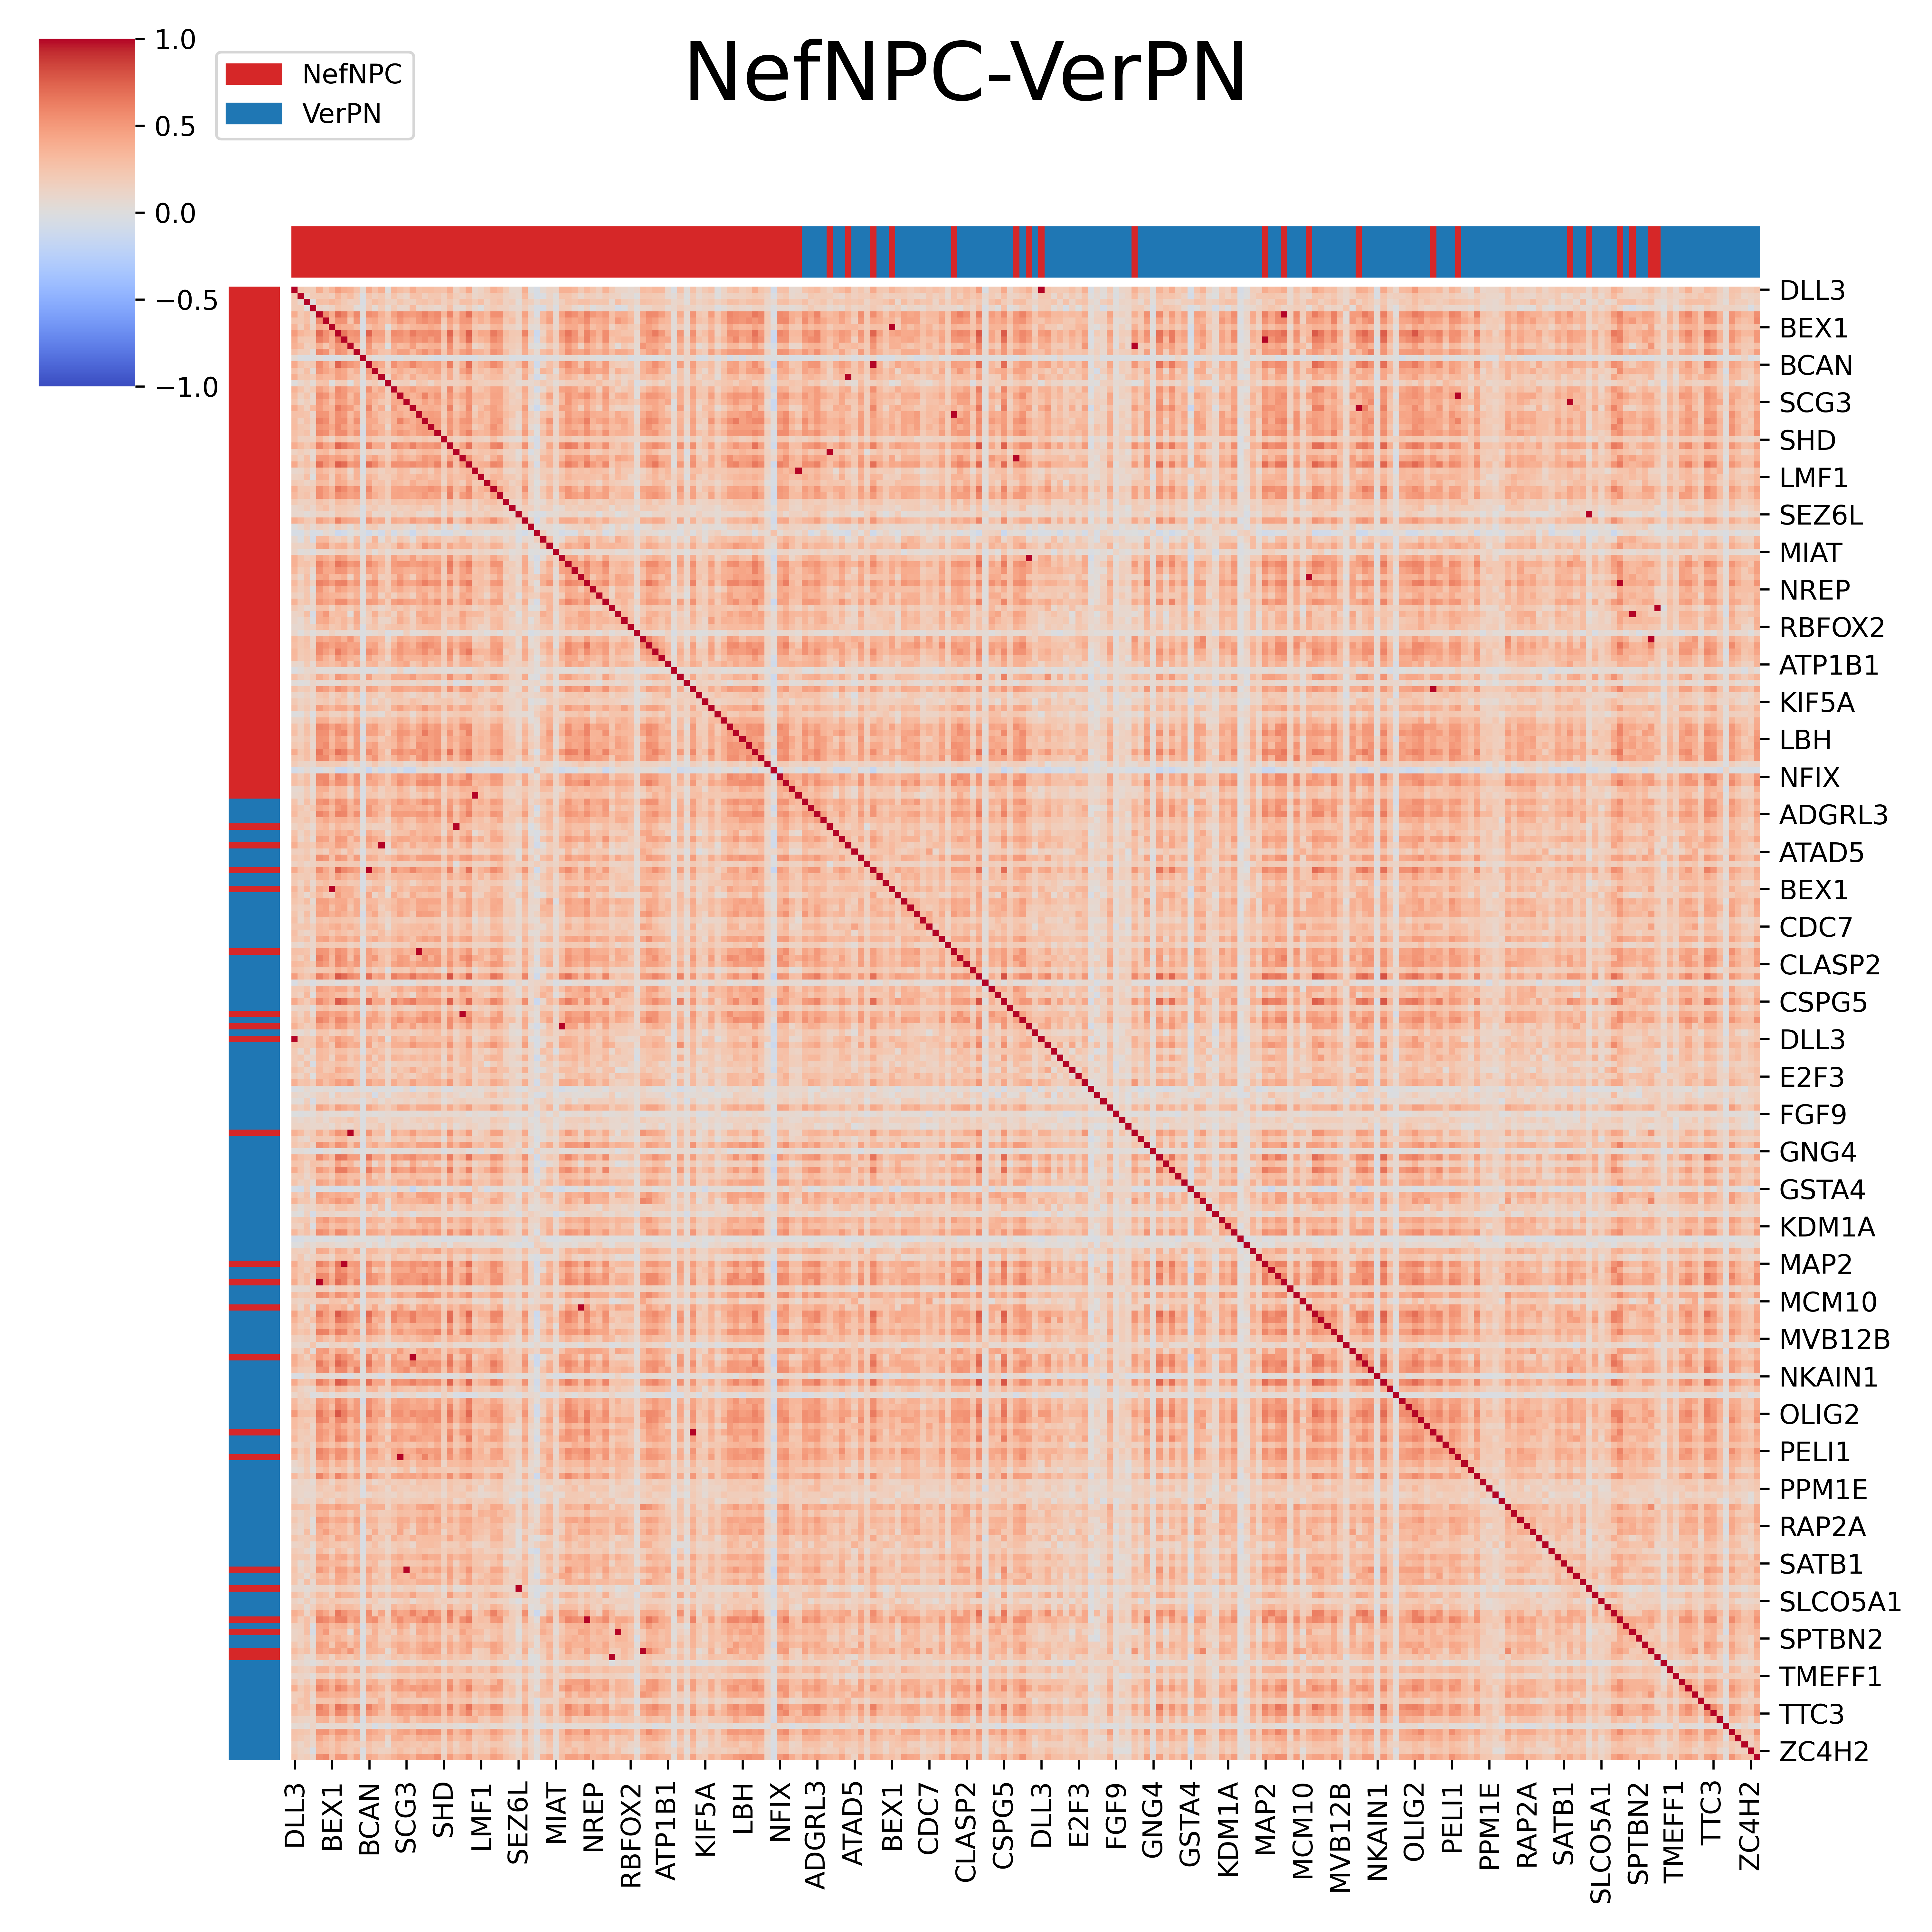 NefNPC-VerPN
1.0
0.5
0.0
−0.5
−1.0
NefNPC
VerPN
DLL3
BEX1
BCAN
SCG3
SHD
LMF1
SEZ6L
MIAT
NREP
RBFOX2
ATP1B1
KIF5A
LBH
NFIX
ADGRL3
ATAD5
BEX1
CDC7
CLASP2
CSPG5
DLL3
E2F3
FGF9
GNG4
GSTA4
KDM1A
MAP2
MCM10
MVB12B
NKAIN1
OLIG2
PELI1
PPM1E
RAP2A
SATB1
SLCO5A1
SPTBN2
TMEFF1
TTC3
ZC4H2
DLL3
BEX1
BCAN
SCG3
SHD
LMF1
SEZ6L
MIAT
NREP
RBFOX2
ATP1B1
KIF5A
LBH
NFIX
ADGRL3
ATAD5
BEX1
CDC7
CLASP2
CSPG5
DLL3
E2F3
FGF9
GNG4
GSTA4
KDM1A
MAP2
MCM10
MVB12B
NKAIN1
OLIG2
PELI1
PPM1E
RAP2A
SATB1
SLCO5A1
SPTBN2
TMEFF1
TTC3
ZC4H2